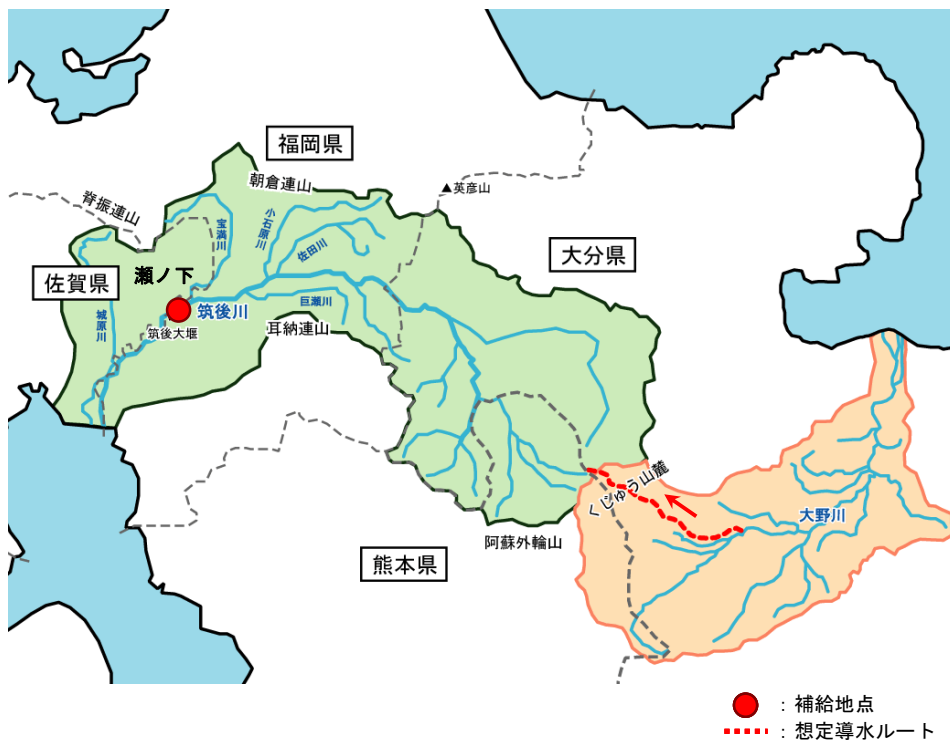 福岡県
朝倉連山
▲英彦山
脊振連山
小石原川
宝満川
佐田川
大分県
瀬ノ下
佐賀県
筑後川
巨瀬川
城原川
筑後大堰
耳納連山
くじゅう山麓
大野川
阿蘇外輪山
熊本県
：補給地点
：想定導水ルート